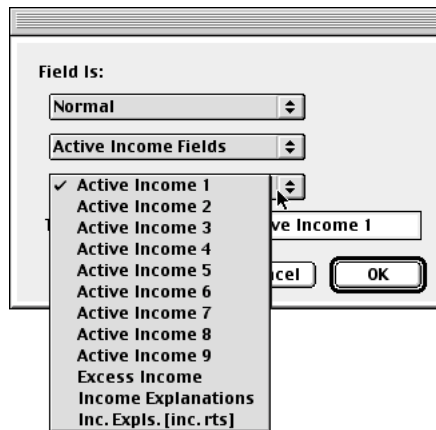 Field Is:
Normal
Active Income Fields
✓ Active Income 1
Active Income 2
Active Income 3
ve Income 1
Active Income 4
Active Income 5
cel OK
Active Income 6
Active Income 7
Active Income 8
Active Income 9
Excess Income
Income Explanations
Inc. Expls. [inc. rts]